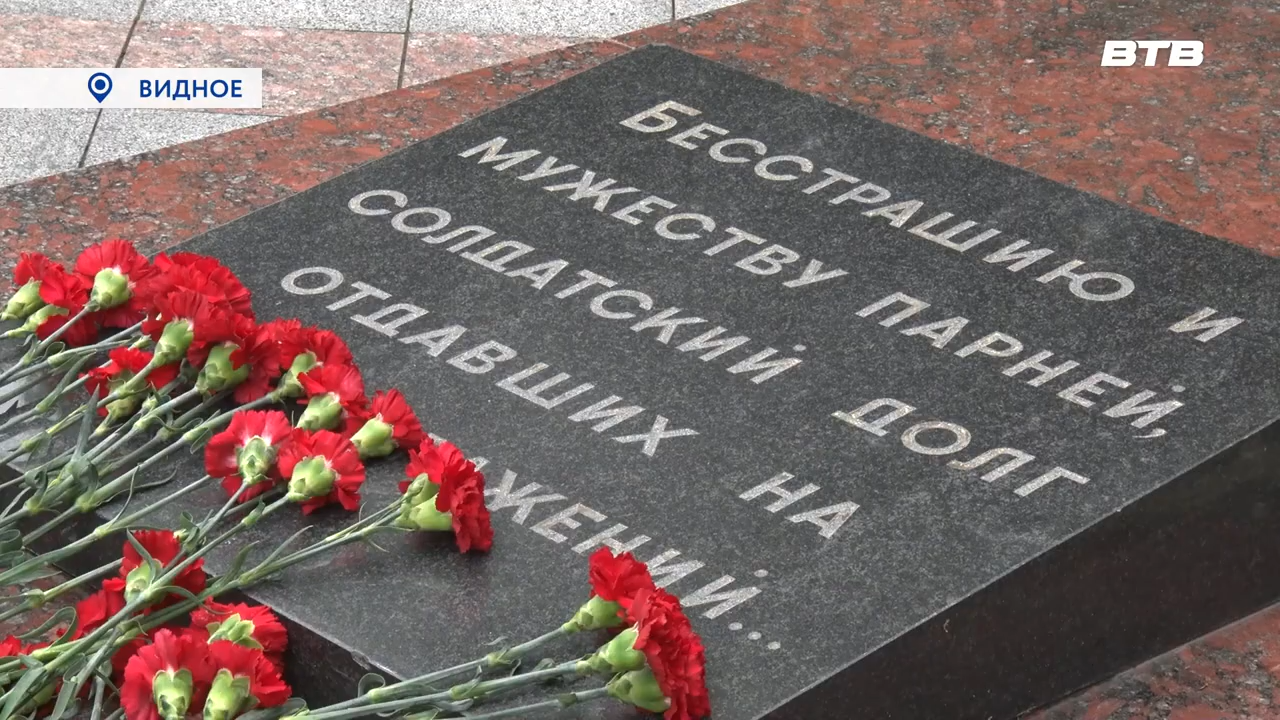 ВИДНОЕ
ВТВ
БЕССТРАШИЮ И
МУЖЕСТВУ ПАРНЕЙ,
СОЛДАТСКИЙ ДОЛГ
ОТДАВШИХ НА